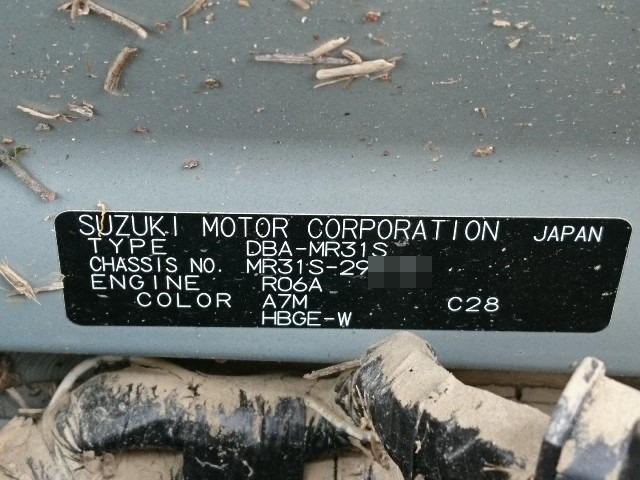 SUZUKI MOTOR CORPORATION JAPAN
TYPE DBA-MR31S
CHASSIS NO. MR31S-29
ENGINE R06A
COLOR A7M C28
HBGE-W